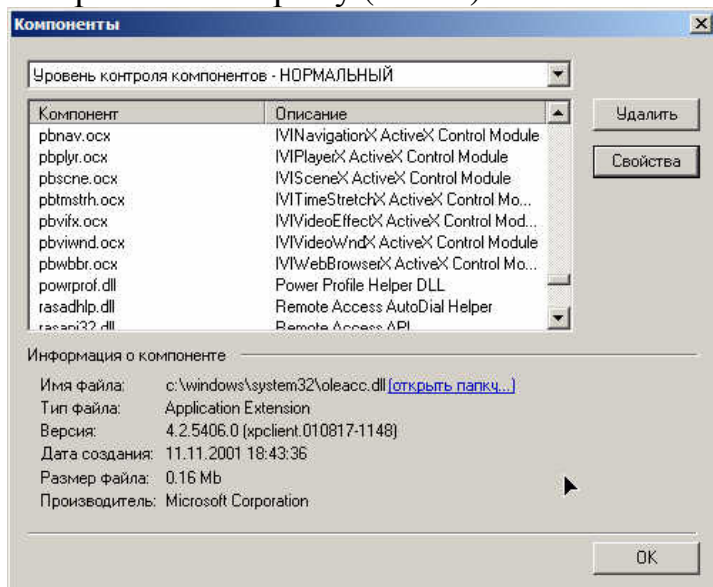 Компоненты
Уровень контроля компонентов - НОРМАЛЬНЫЙ
Компонент Описание Удалить
pbnav.ocx IVINavigationX ActiveX Control Module
pbplyr.ocx IVIPlayerX ActiveX Control Module Свойства
pbscne.ocx IVISceneX ActiveX Control Module
pbtmstrh.ocx IVITimeStretchX ActiveX Control Mo...
pbvifx.ocx IVIVideoEffectX ActiveX Control Mod...
pbviwnd.ocx IVIVideoWndX ActiveX Control Module
pbwbbr.ocx IVIWebBrowserX ActiveX Control Mo...
powrprof.dll Power Profile Helper DLL
rasadhlp.dll Remote Access AutoDial Helper
rasapi32.dll Remote Access API
Информация о компоненте
Имя файла: c:\windows\system32\oleacc.dll (открыть папку...)
Тип файла: Application Extension
Версия: 4.2.5406.0 (xpclient.010817-1148)
Дата создания: 11.11.2001 18:43:36
Размер файла: 0.16 Mb
Производитель: Microsoft Corporation
OK